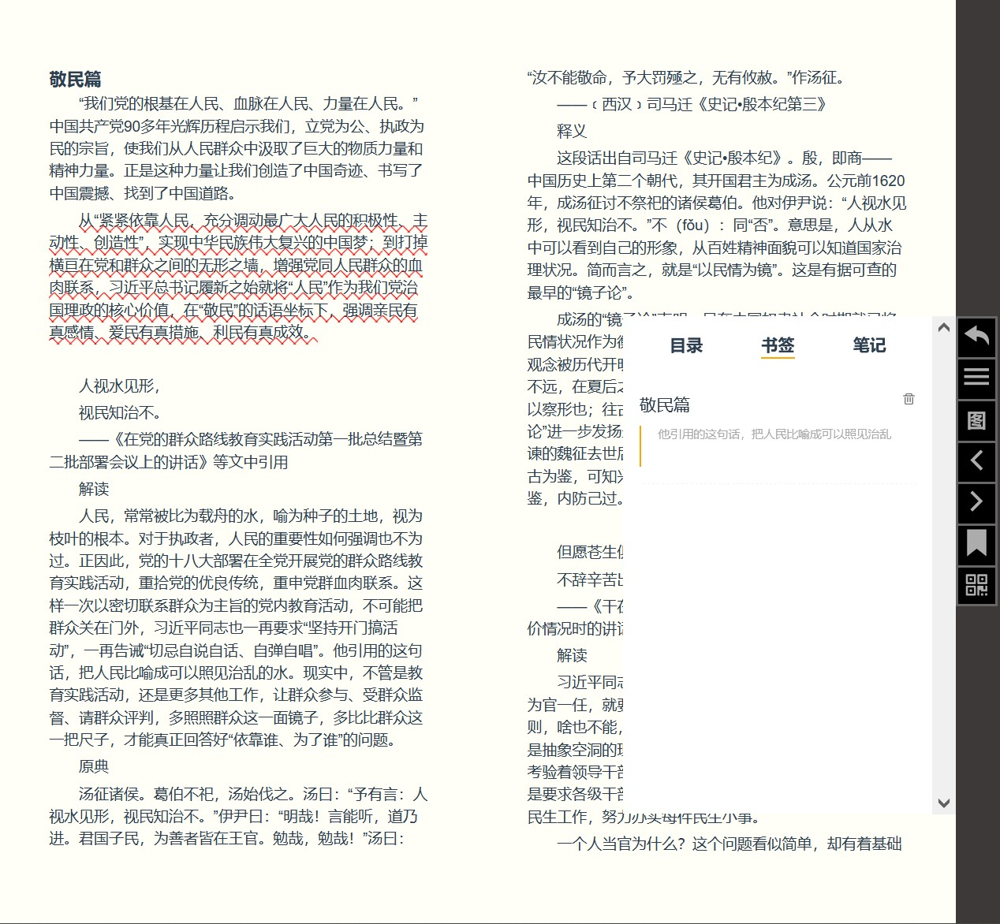 敬民篇
“我们党的根基在人民、血脉在人民、力量在人民。”
中国共产党90多年光辉历程启示我们，立党为公、执政为
民的宗旨，使我们从人民群众中汲取了巨大的物质力量和
精神力量。正是这种力量让我们创造了中国奇迹、书写了
中国震撼、找到了中国道路。
从“紧紧依靠人民，充分调动最广大人民的积极性、主
动性、创造性”，实现中华民族伟大复兴的中国梦；到打掉
横亘在党和群众之间的无形之墙，增强党同人民群众的血
肉联系，习近平总书记履新之始就将“人民”作为我们党治
国理政的核心价值，在“敬民”的话语坐标下，强调亲民有
真感情、爱民有真措施、利民有真成效。
人视水见形，
视民知治不。
——《在党的群众路线教育实践活动第一批总结暨第
二批部署会议上的讲话》等文中引用
解读
人民，常常被比为载舟的水，喻为种子的土地，视为
枝叶的根本。对于执政者，人民的重要性如何强调也不为
过。正因此，党的十八大部署在全党开展党的群众路线教
育实践活动，重拾党的优良传统，重申党群血肉联系。这
样一次以密切联系群众为主旨的党内教育活动，不可能把
群众关在门外，习近平同志也一再要求“坚持开门搞活
动”，一再告诫“切忌自说自话、自弹自唱”。他引用的这句
话，把人民比喻成可以照见治乱的水。现实中，不管是教
育实践活动，还是更多其他工作，让群众参与、受群众监
督、请群众评判，多照照群众这一面镜子，多比比群众这
一把尺子，才能真正回答好“依靠谁、为了谁”的问题。
原典
汤征诸侯。葛伯不祀，汤始伐之。汤曰：“予有言：人
视水见形，视民知治不。”伊尹曰：“明哉！言能听，道乃
进。君国子民，为善者皆在王官。勉哉，勉哉！”汤曰：
“汝不能敬命，予大罚殛之，无有攸赦。”作汤征。
——﹝西汉﹞司马迁《史记•殷本纪第三》
释义
这段话出自司马迁《史记•殷本纪》。殷，即商——
中国历史上第二个朝代，其开国君主为成汤。公元前1620
年，成汤征讨不祭祀的诸侯葛伯。他对伊尹说：“人视水见
形，视民知治不。”不（fǒu）：同“否”。意思是，人从水
中可以看到自己的形象，从百姓精神面貌可以知道国家治
理状况。简而言之，就是“以民情为镜”。这是有据可查的
最早的“镜子论”。
成汤的“镜
民情状况作为
观念被历代开明
不远，在夏后之
以察形也；往古
论”进一步发扬
谏的魏征去世后
古为鉴，可知兴
鉴，内防己过。
但愿苍生俱
不辞辛苦出
——《干在
价情况时的讲话
解读
习近平同志
为官一任，就要
则，啥也不能，
是抽象空洞的理
考验着领导干部
是要求各级干部
民生工作，努力办实每件民生小事。
一个人当官为什么？这个问题看似简单，却有着基础
目录 书签 笔记
敬民篇
他引用的这句话，把人民比喻成可以照见治乱
图